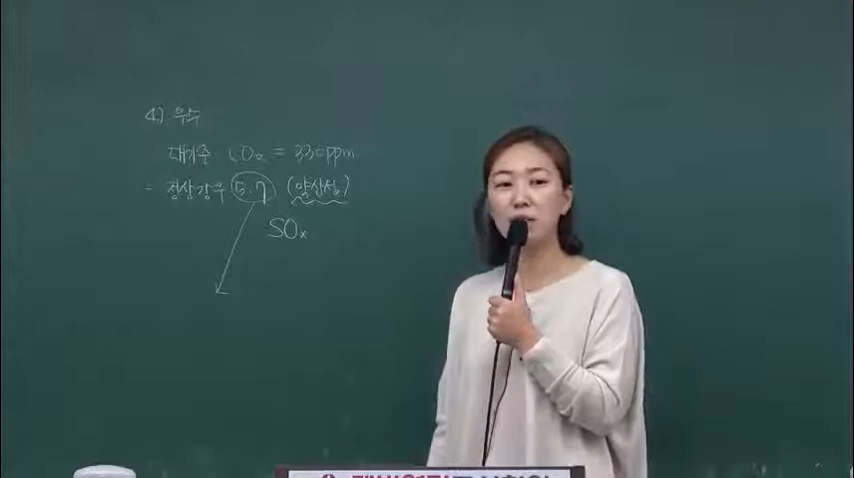 4). 우수
대기중 CO₂ = 330ppm
= 정상강우 5.7 (약산성)
SOx